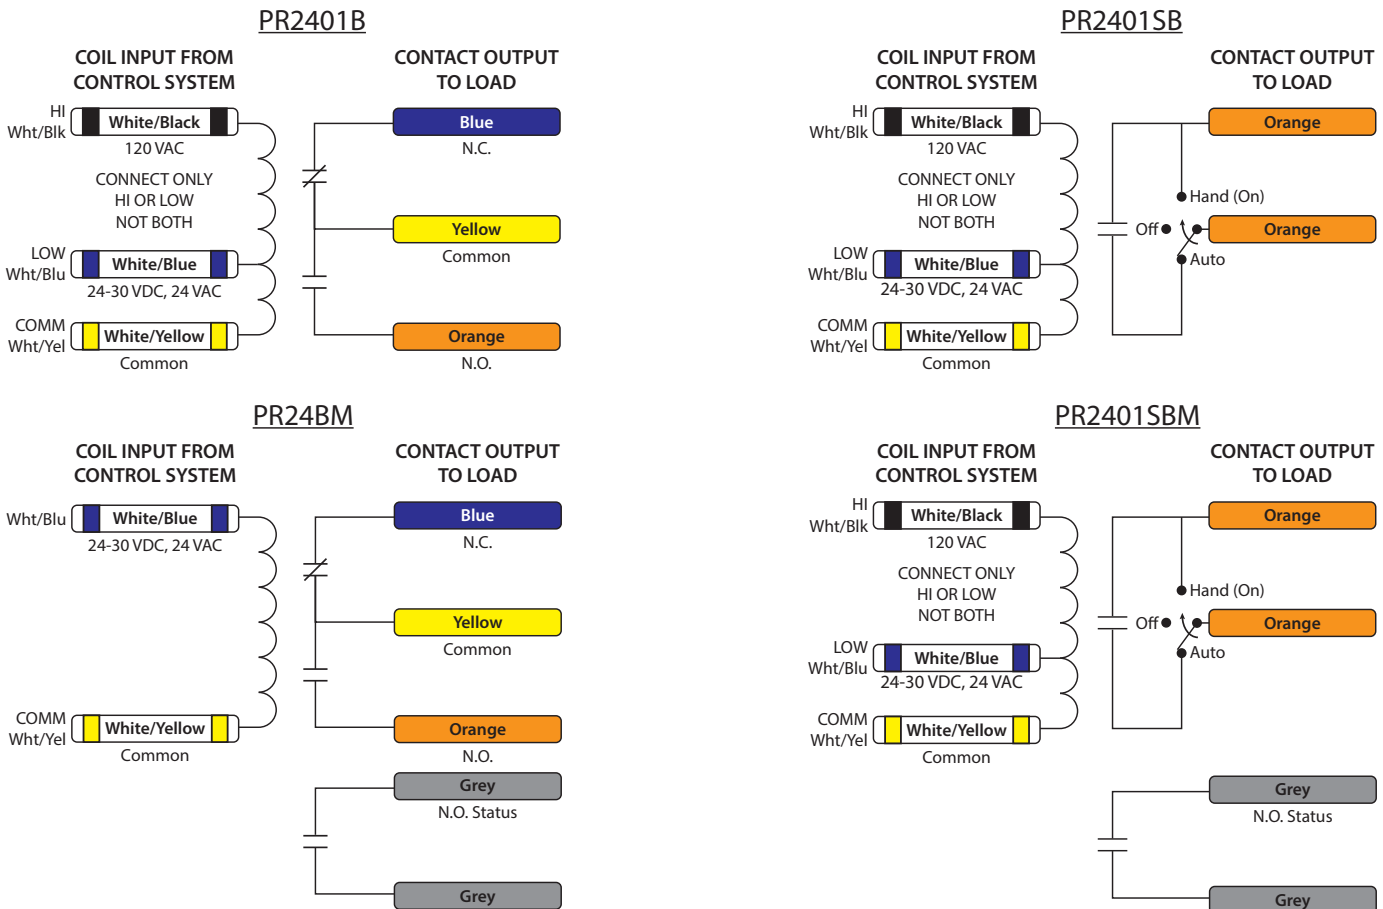 PR2401B
COIL INPUT FROM
CONTROL SYSTEM
CONTACT OUTPUT
TO LOAD
HI
Wht/Blk
White/Black
120 VAC
CONNECT ONLY
HI OR LOW
NOT BOTH
LOW
Wht/Blu
White/Blue
24-30 VDC, 24 VAC
COMM
Wht/Yel
White/Yellow
Common
Blue
N.C.
Yellow
Common
Orange
N.O.
PR2401SB
COIL INPUT FROM
CONTROL SYSTEM
CONTACT OUTPUT
TO LOAD
HI
Wht/Blk
White/Black
120 VAC
CONNECT ONLY
HI OR LOW
NOT BOTH
LOW
Wht/Blu
White/Blue
24-30 VDC, 24 VAC
COMM
Wht/Yel
White/Yellow
Common
Orange
Hand (On)
Off
Orange
Auto
PR24BM
COIL INPUT FROM
CONTROL SYSTEM
CONTACT OUTPUT
TO LOAD
Wht/Blu
White/Blue
24-30 VDC, 24 VAC
COMM
Wht/Yel
White/Yellow
Common
Blue
N.C.
Yellow
Common
Orange
N.O.
Grey
N.O. Status
Grey
PR2401SBM
COIL INPUT FROM
CONTROL SYSTEM
CONTACT OUTPUT
TO LOAD
HI
Wht/Blk
White/Black
120 VAC
CONNECT ONLY
HI OR LOW
NOT BOTH
LOW
Wht/Blu
White/Blue
24-30 VDC, 24 VAC
COMM
Wht/Yel
White/Yellow
Common
Orange
Hand (On)
Off
Orange
Auto
Grey
N.O. Status
Grey